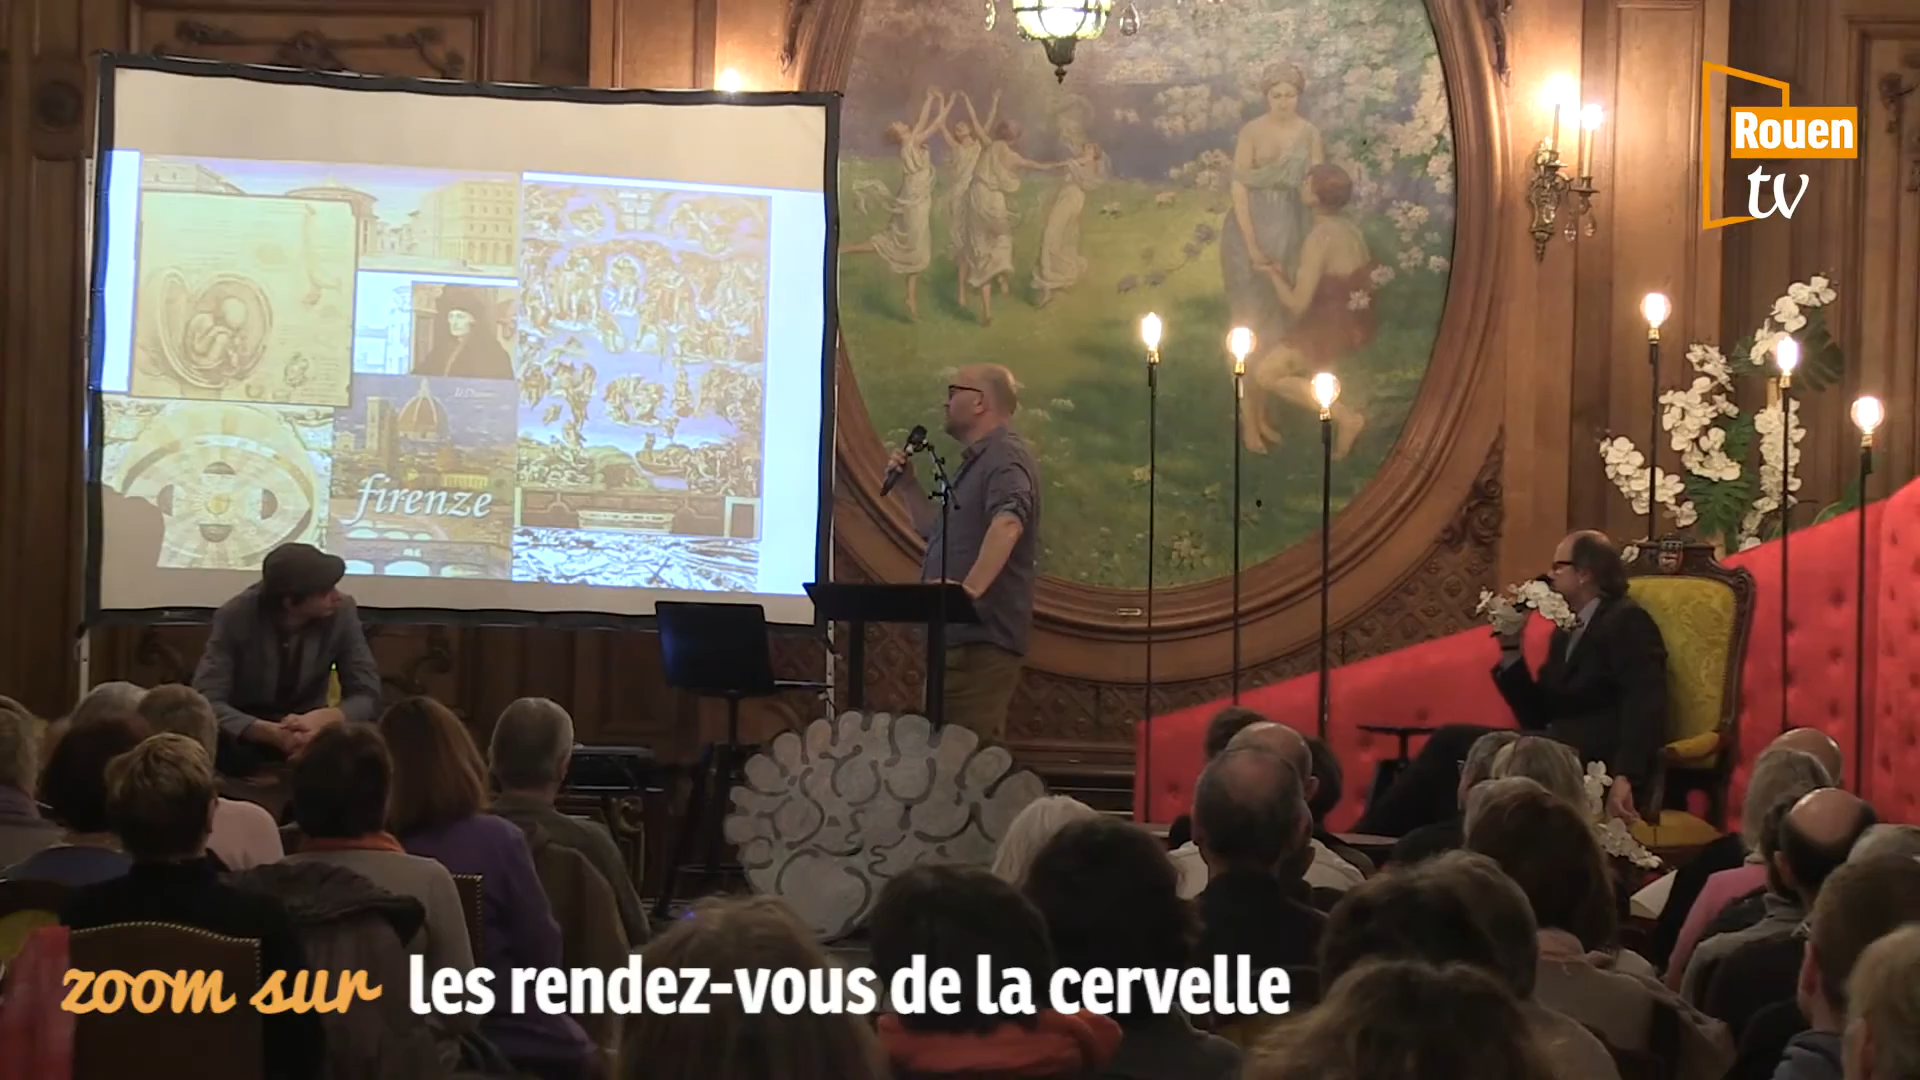 Rouen
tv
firenze
zoom sur les rendez-vous de la cervelle